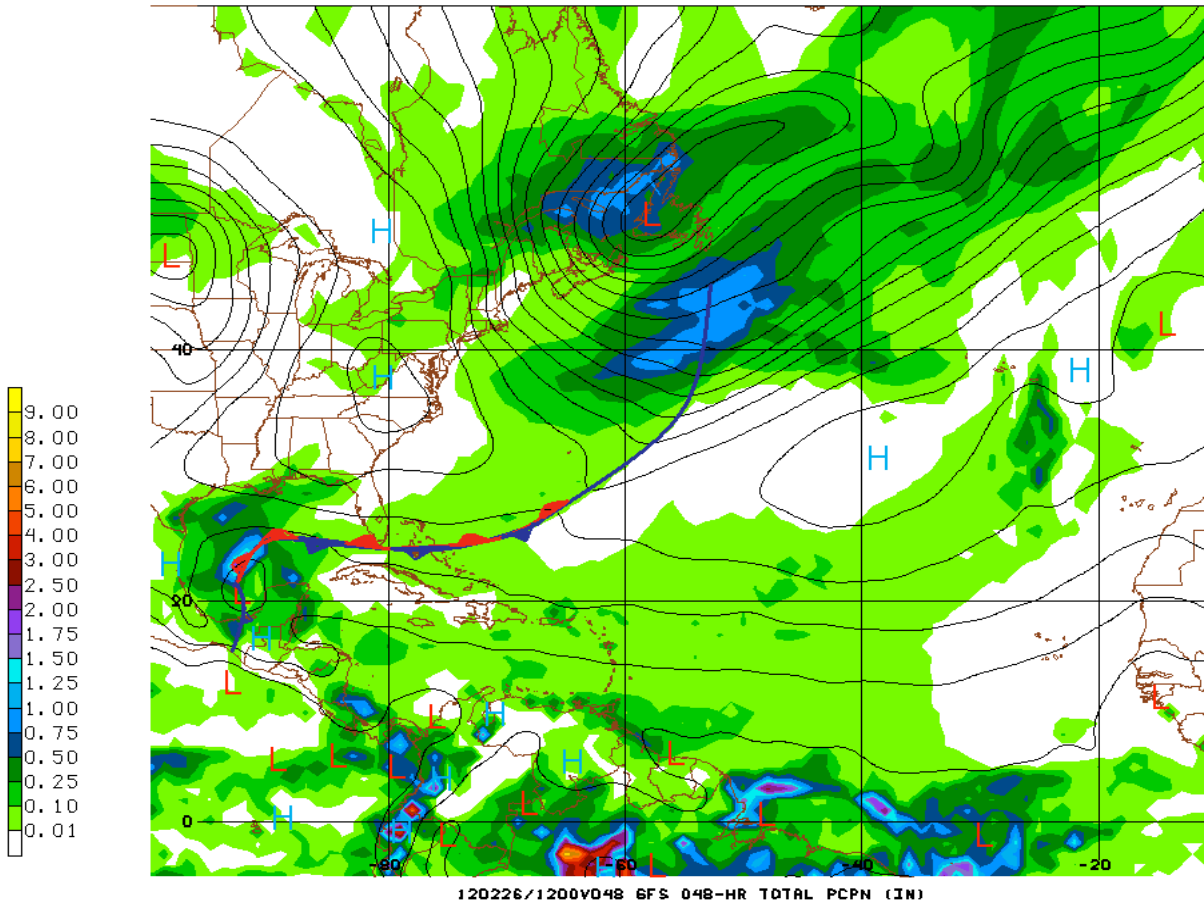 H
L
L
L
40
H
H
H
9.00
8.00
7.00
6.00
5.00
4.00
3.00
2.50
2.00
1.75
1.50
1.25
1.00
0.75
0.50
0.25
0.10
0.01
H
20
L
H
L
L
L
H
L
L
L
L
H
H
L
L
H
0
L
L
L
-80
H
-60
L
-40
-20
120226/1200V048 GFS 048-HR TOTAL PCPN (IN)